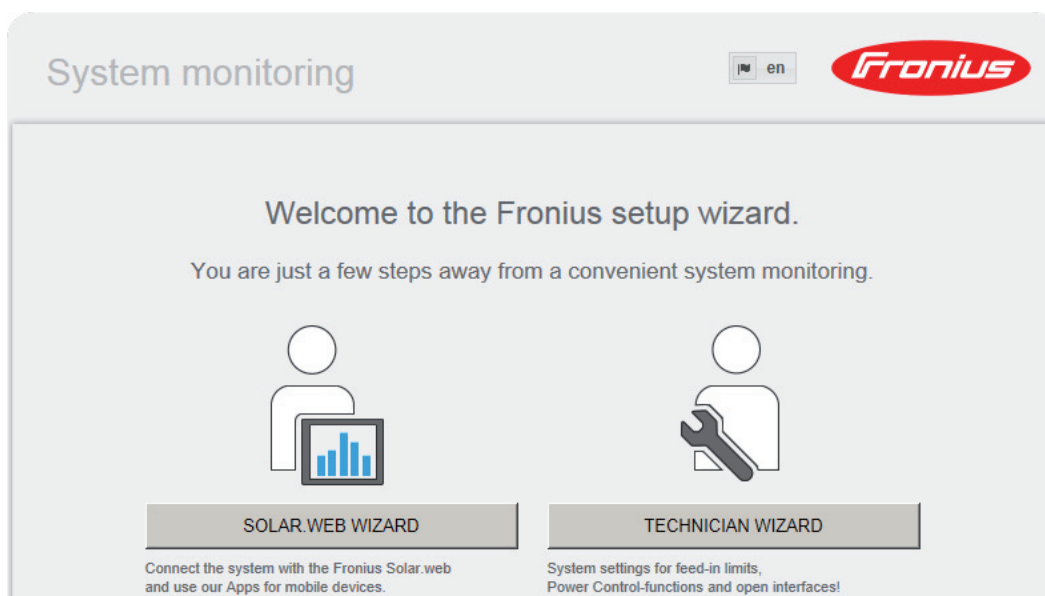 System monitoring
en
Fronius
Welcome to the Fronius setup wizard.
You are just a few steps away from a convenient system monitoring.
SOLAR.WEB WIZARD
TECHNICIAN WIZARD
Connect the system with the Fronius Solar.web
and use our Apps for mobile devices.
System settings for feed-in limits,
Power Control-functions and open interfaces!